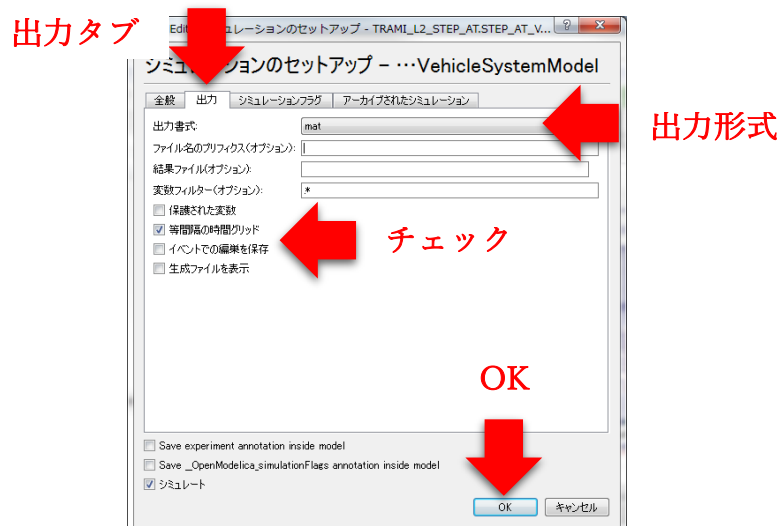 出力タブ
Edit
ュレーションのセットアップ - TRAMI_L2_STEP_AT.STEP_AT_V...
シミュ ションのセットアップ - …VehicleSystemModel
全般 出力 シミュレーションフラグ アーカイブされたシミュレーション
出力書式: mat
出力形式
ファイル名のプリフィクス(オプション):
結果ファイル(オプション):
変数フィルター(オプション): .*
保護された変数
等間隔の時間グリッド
チェック
イベントでの編集を保存
生成ファイルを表示
OK
Save experiment annotation inside model
Save _OpenModelica_simulationFlags annotation inside model
シミュレート
OK キャンセル